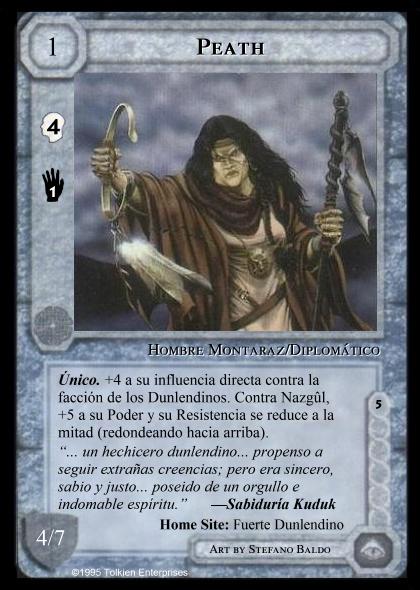 1
PEATH
4
1
HOMBRE MONTARAZ/DIPLOMÁTICO
Único. +4 a su influencia directa contra la
facción de los Dunlendinos. Contra Nazgûl,
+5 a su Poder y su Resistencia se reduce a la
mitad (redondeando hacia arriba).
“... un hechicero dunlendino... propenso a
seguir extrañas creencias; pero era sincero,
sabio y justo... poseido de un orgullo e
indomable espíritu.” —Sabiduría Kuduk
5
Home Site: Fuerte Dunlendino
4/7
ART BY STEFANO BALDO
©1995 Tolkien Enterprises